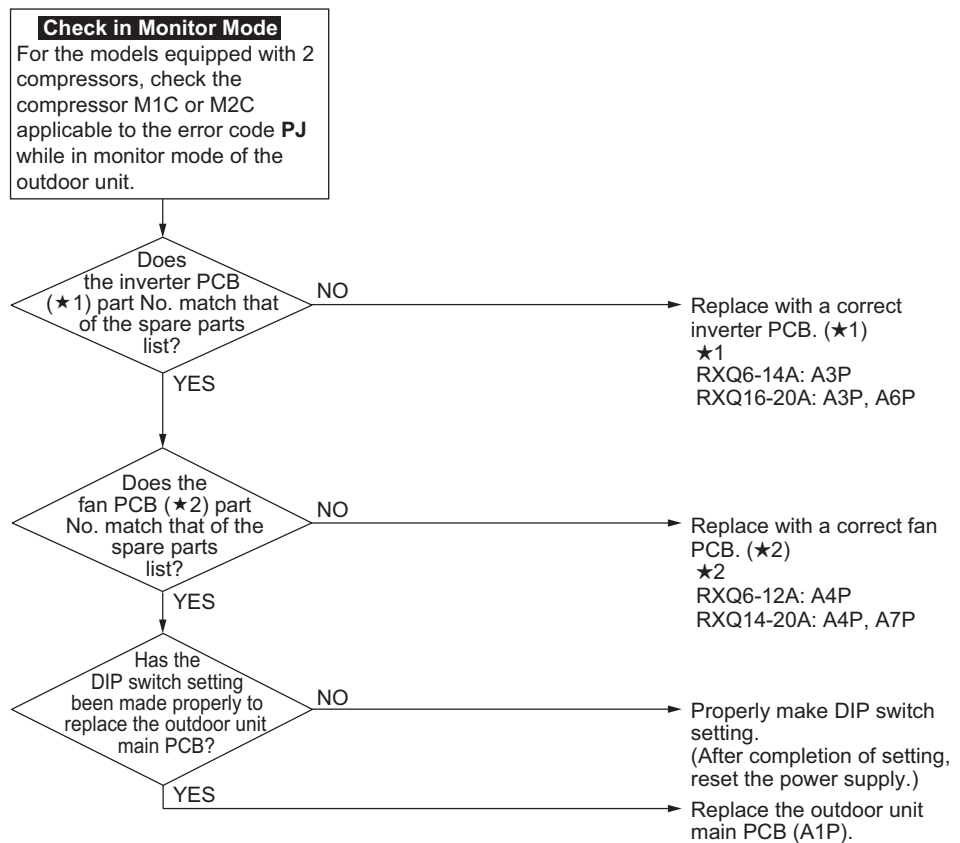 Check in Monitor Mode
For the models equipped with 2
compressors, check the
compressor M1C or M2C
applicable to the error code PJ
while in monitor mode of the
outdoor unit.
Does
the inverter PCB
(★1) part No. match that
of the spare parts
list?
NO
Replace with a correct
inverter PCB. (★1)
★1
RXQ6-14A: A3P
RXQ16-20A: A3P, A6P
YES
Does the
fan PCB (★2) part
No. match that of the
spare parts
list?
NO
Replace with a correct fan
PCB. (★2)
★2
RXQ6-12A: A4P
RXQ14-20A: A4P, A7P
YES
Has the
DIP switch setting
been made properly to
replace the outdoor unit
main PCB?
NO
Properly make DIP switch
setting.
(After completion of setting,
reset the power supply.)
YES
Replace the outdoor unit
main PCB (A1P).